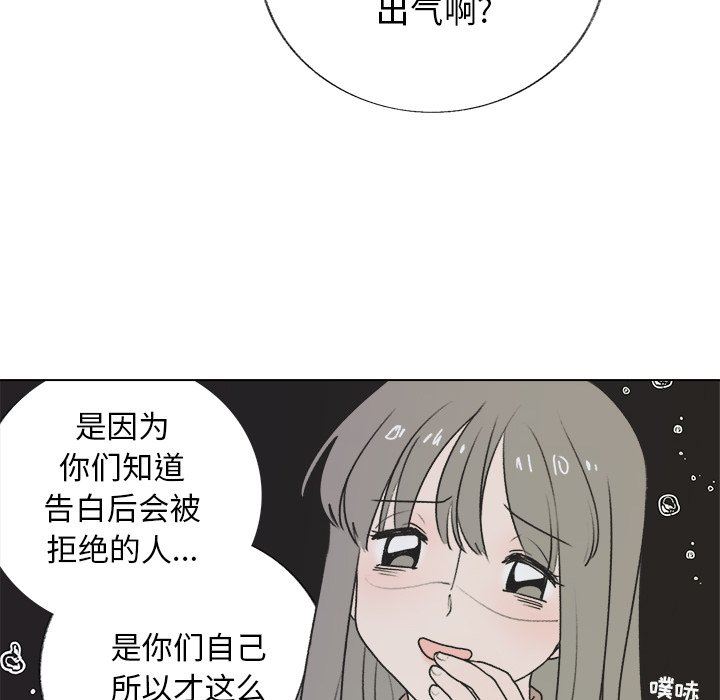 出气啊?
是因为
你们知道
告白后会被
拒绝的人...
是你们自己
所以才这么
噗哧